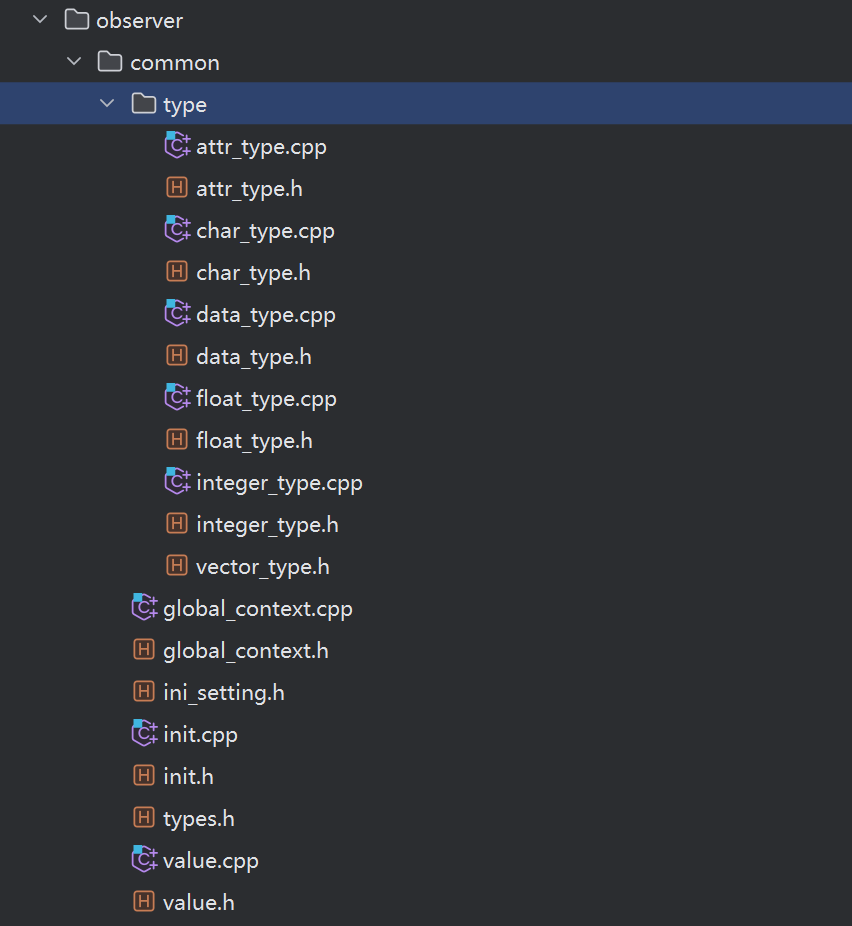 observer
common
type
attr_type.cpp
attr_type.h
char_type.cpp
char_type.h
data_type.cpp
data_type.h
float_type.cpp
float_type.h
integer_type.cpp
integer_type.h
vector_type.h
global_context.cpp
global_context.h
ini_setting.h
init.cpp
init.h
types.h
value.cpp
value.h